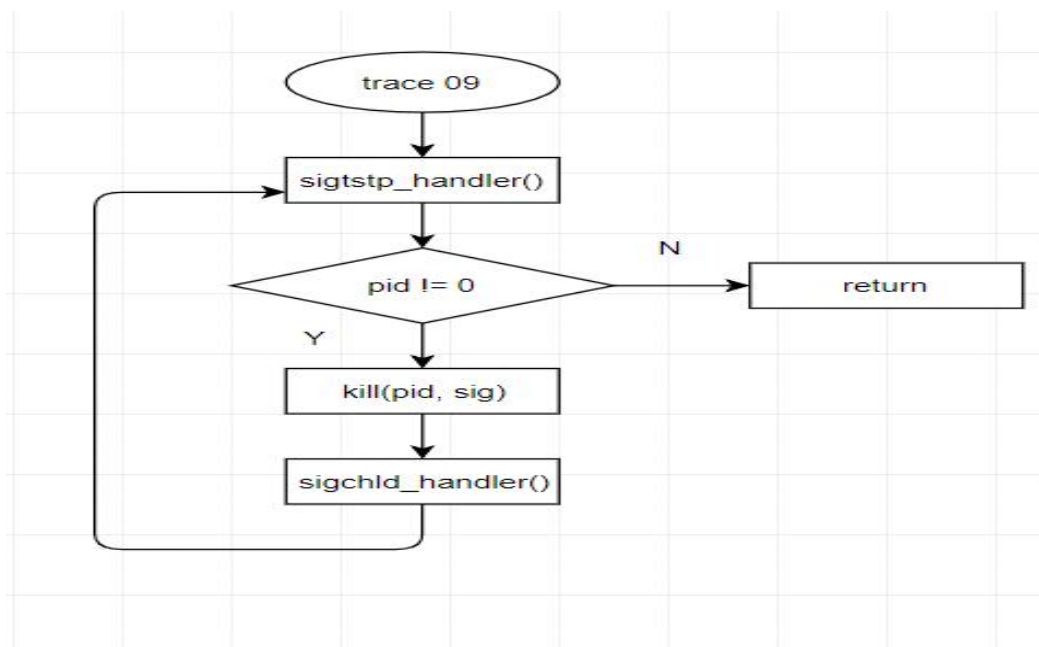 trace 09
sigtstp_handler()
pid != 0
N
return
Y
kill(pid, sig)
sigchld_handler()